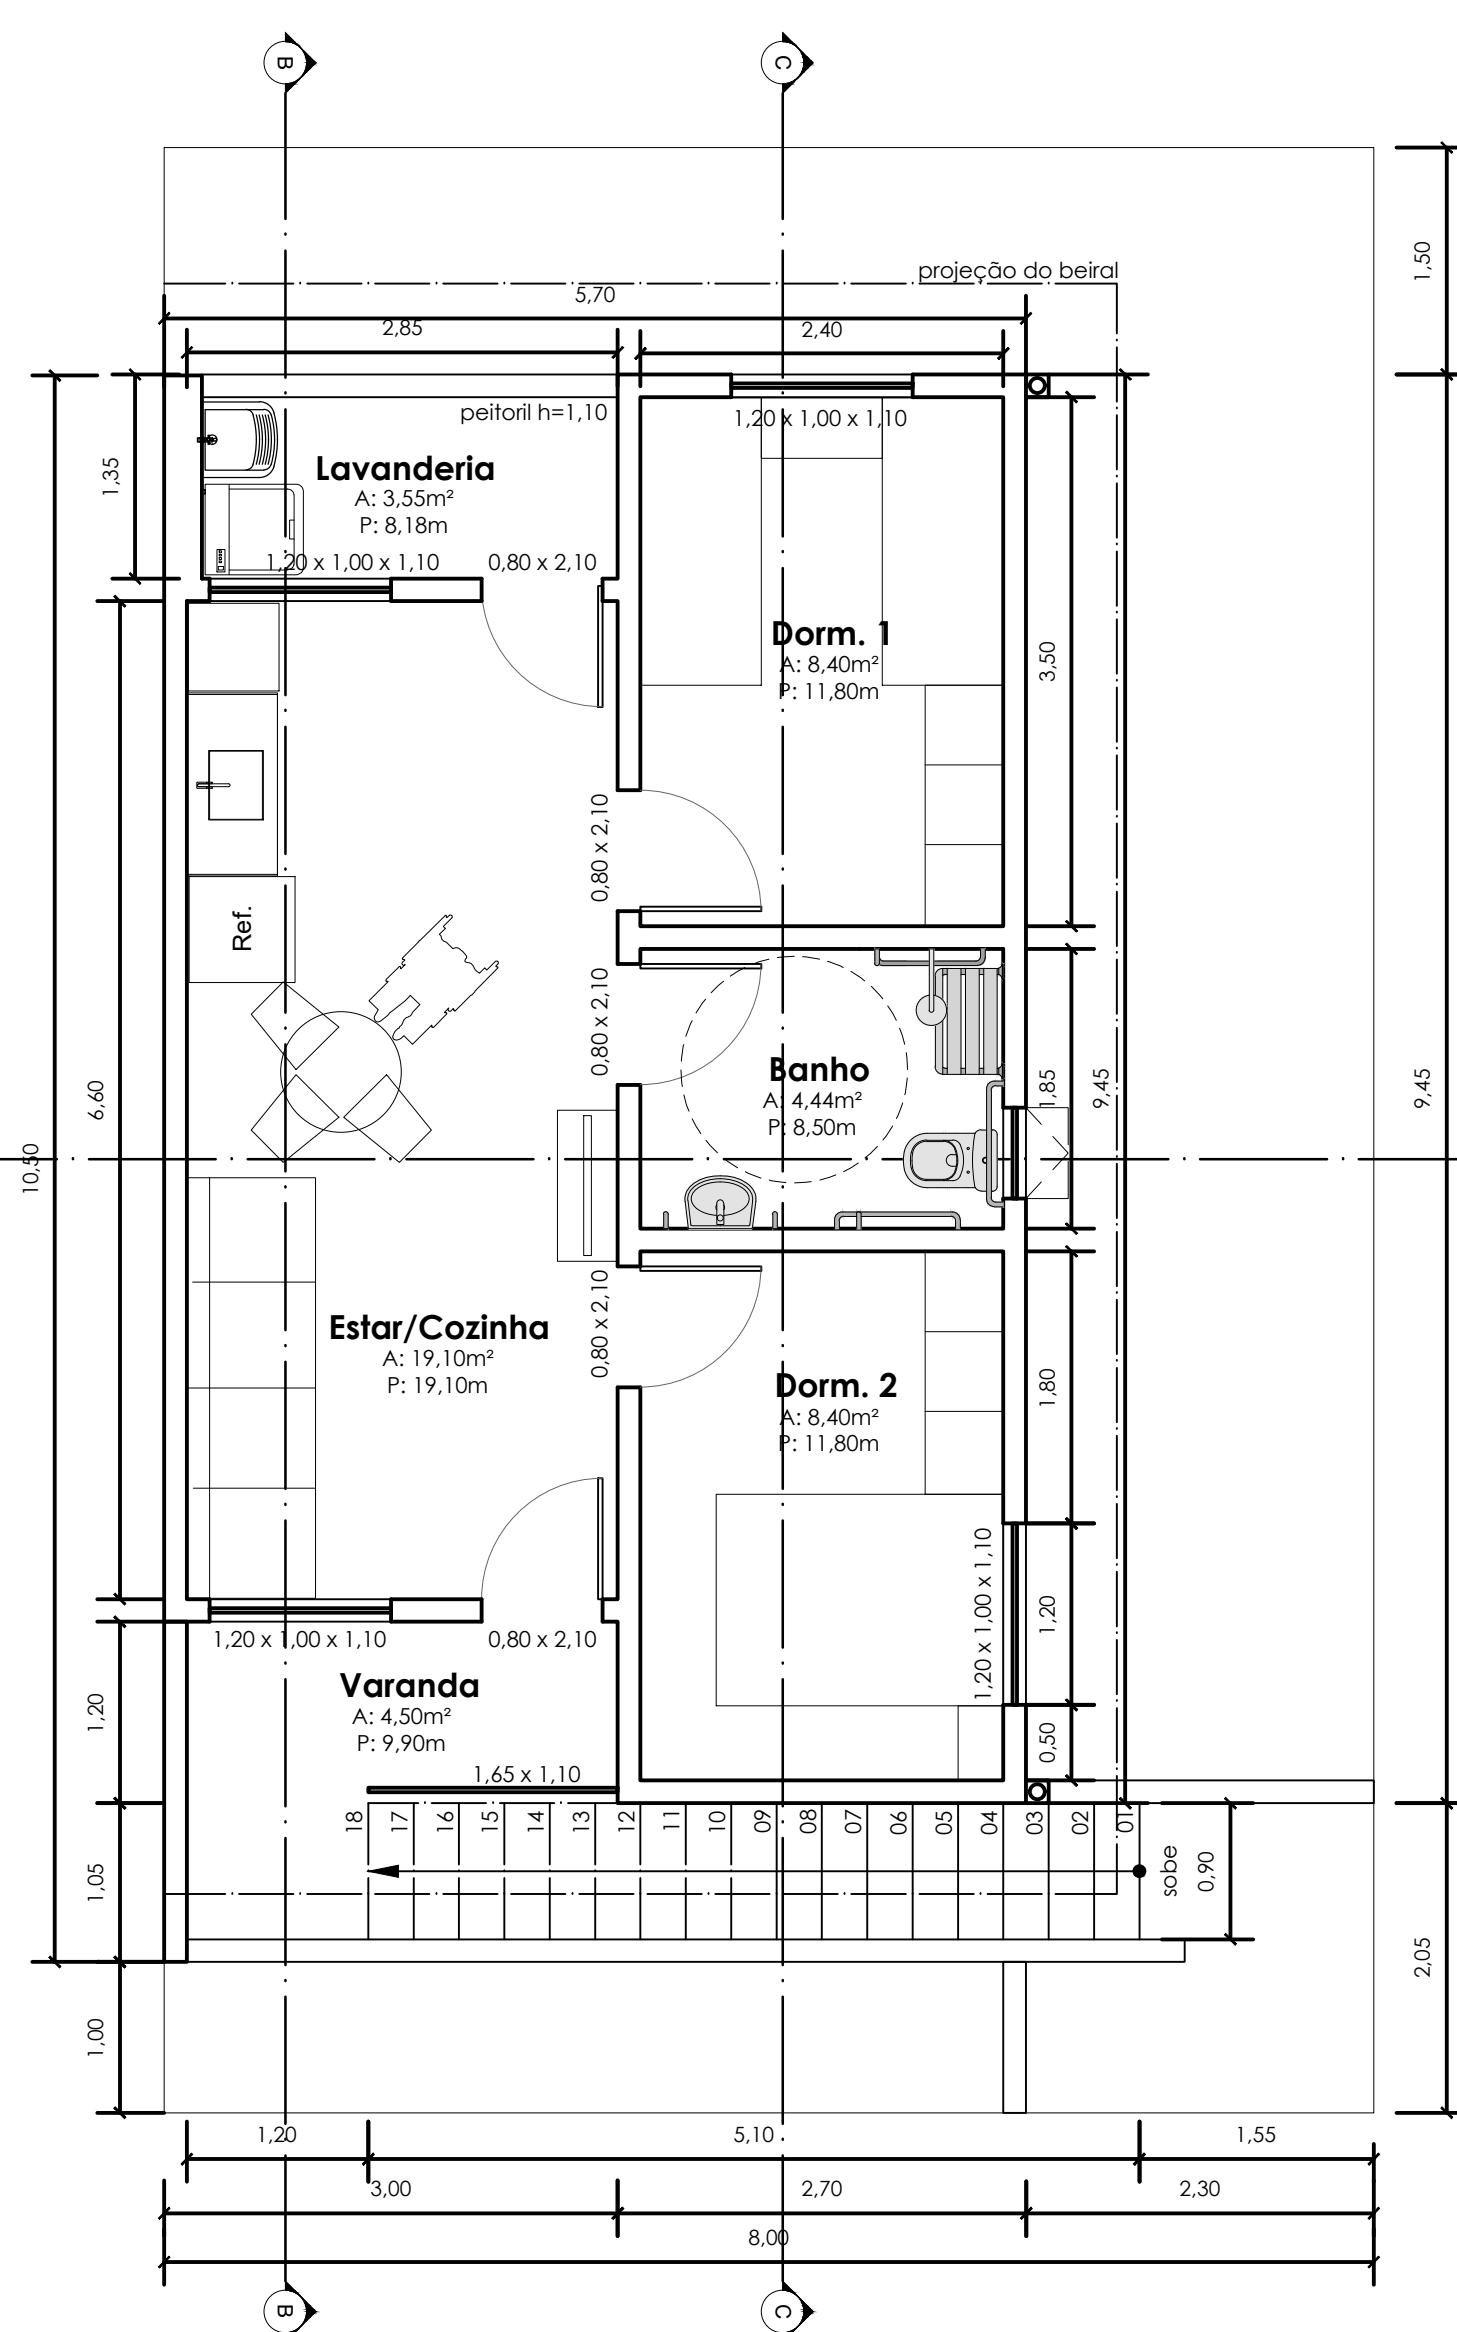 B
C
projeção do beiral
5,70
2,85
2,40
1,50
peitoril h=1,10
1,20 x 1,00 x 1,10
Lavanderia
A: 3,55m²
P: 8,18m
1,35
1,20 x 1,00 x 1,10
0,80 x 2,10
Dorm. 1
A: 8,40m²
P: 11,80m
3,50
0,80 x 2,10
Ref.
0,80 x 2,10
Banho
A: 4,44m²
P: 8,50m
1,85
9,45
9,45
6,60
10,50
Estar/Cozinha
A: 19,10m²
P: 19,10m
0,80 x 2,10
Dorm. 2
A: 8,40m²
P: 11,80m
1,80
1,20 x 1,00 x 1,10
1,20
1,20 x 1,00 x 1,10
0,80 x 2,10
Varanda
A: 4,50m²
P: 9,90m
1,20
0,50
1,65 x 1,10
18
17
16
15
14
13
12
11
10
09
08
07
06
05
04
03
02
01
sobe
0,90
1,05
2,05
1,00
1,20
5,10
1,55
3,00
2,70
2,30
8,00
B
C